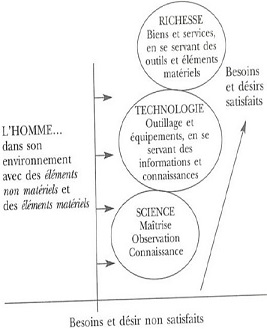 RICHESSE
Biens et services,
en se servant des
outils et éléments
matériels
Besoins
et désirs
satisfaits
TECHNOLOGIE
Outillage et
équipements, en se
servant des
informations et
connaissances
L'HOMME...
dans son
environnement
avec des éléments
non matériels et
des éléments matériels
SCIENCE
Maîtrise
Observation
Connaissance
Besoins et désir non satisfaits